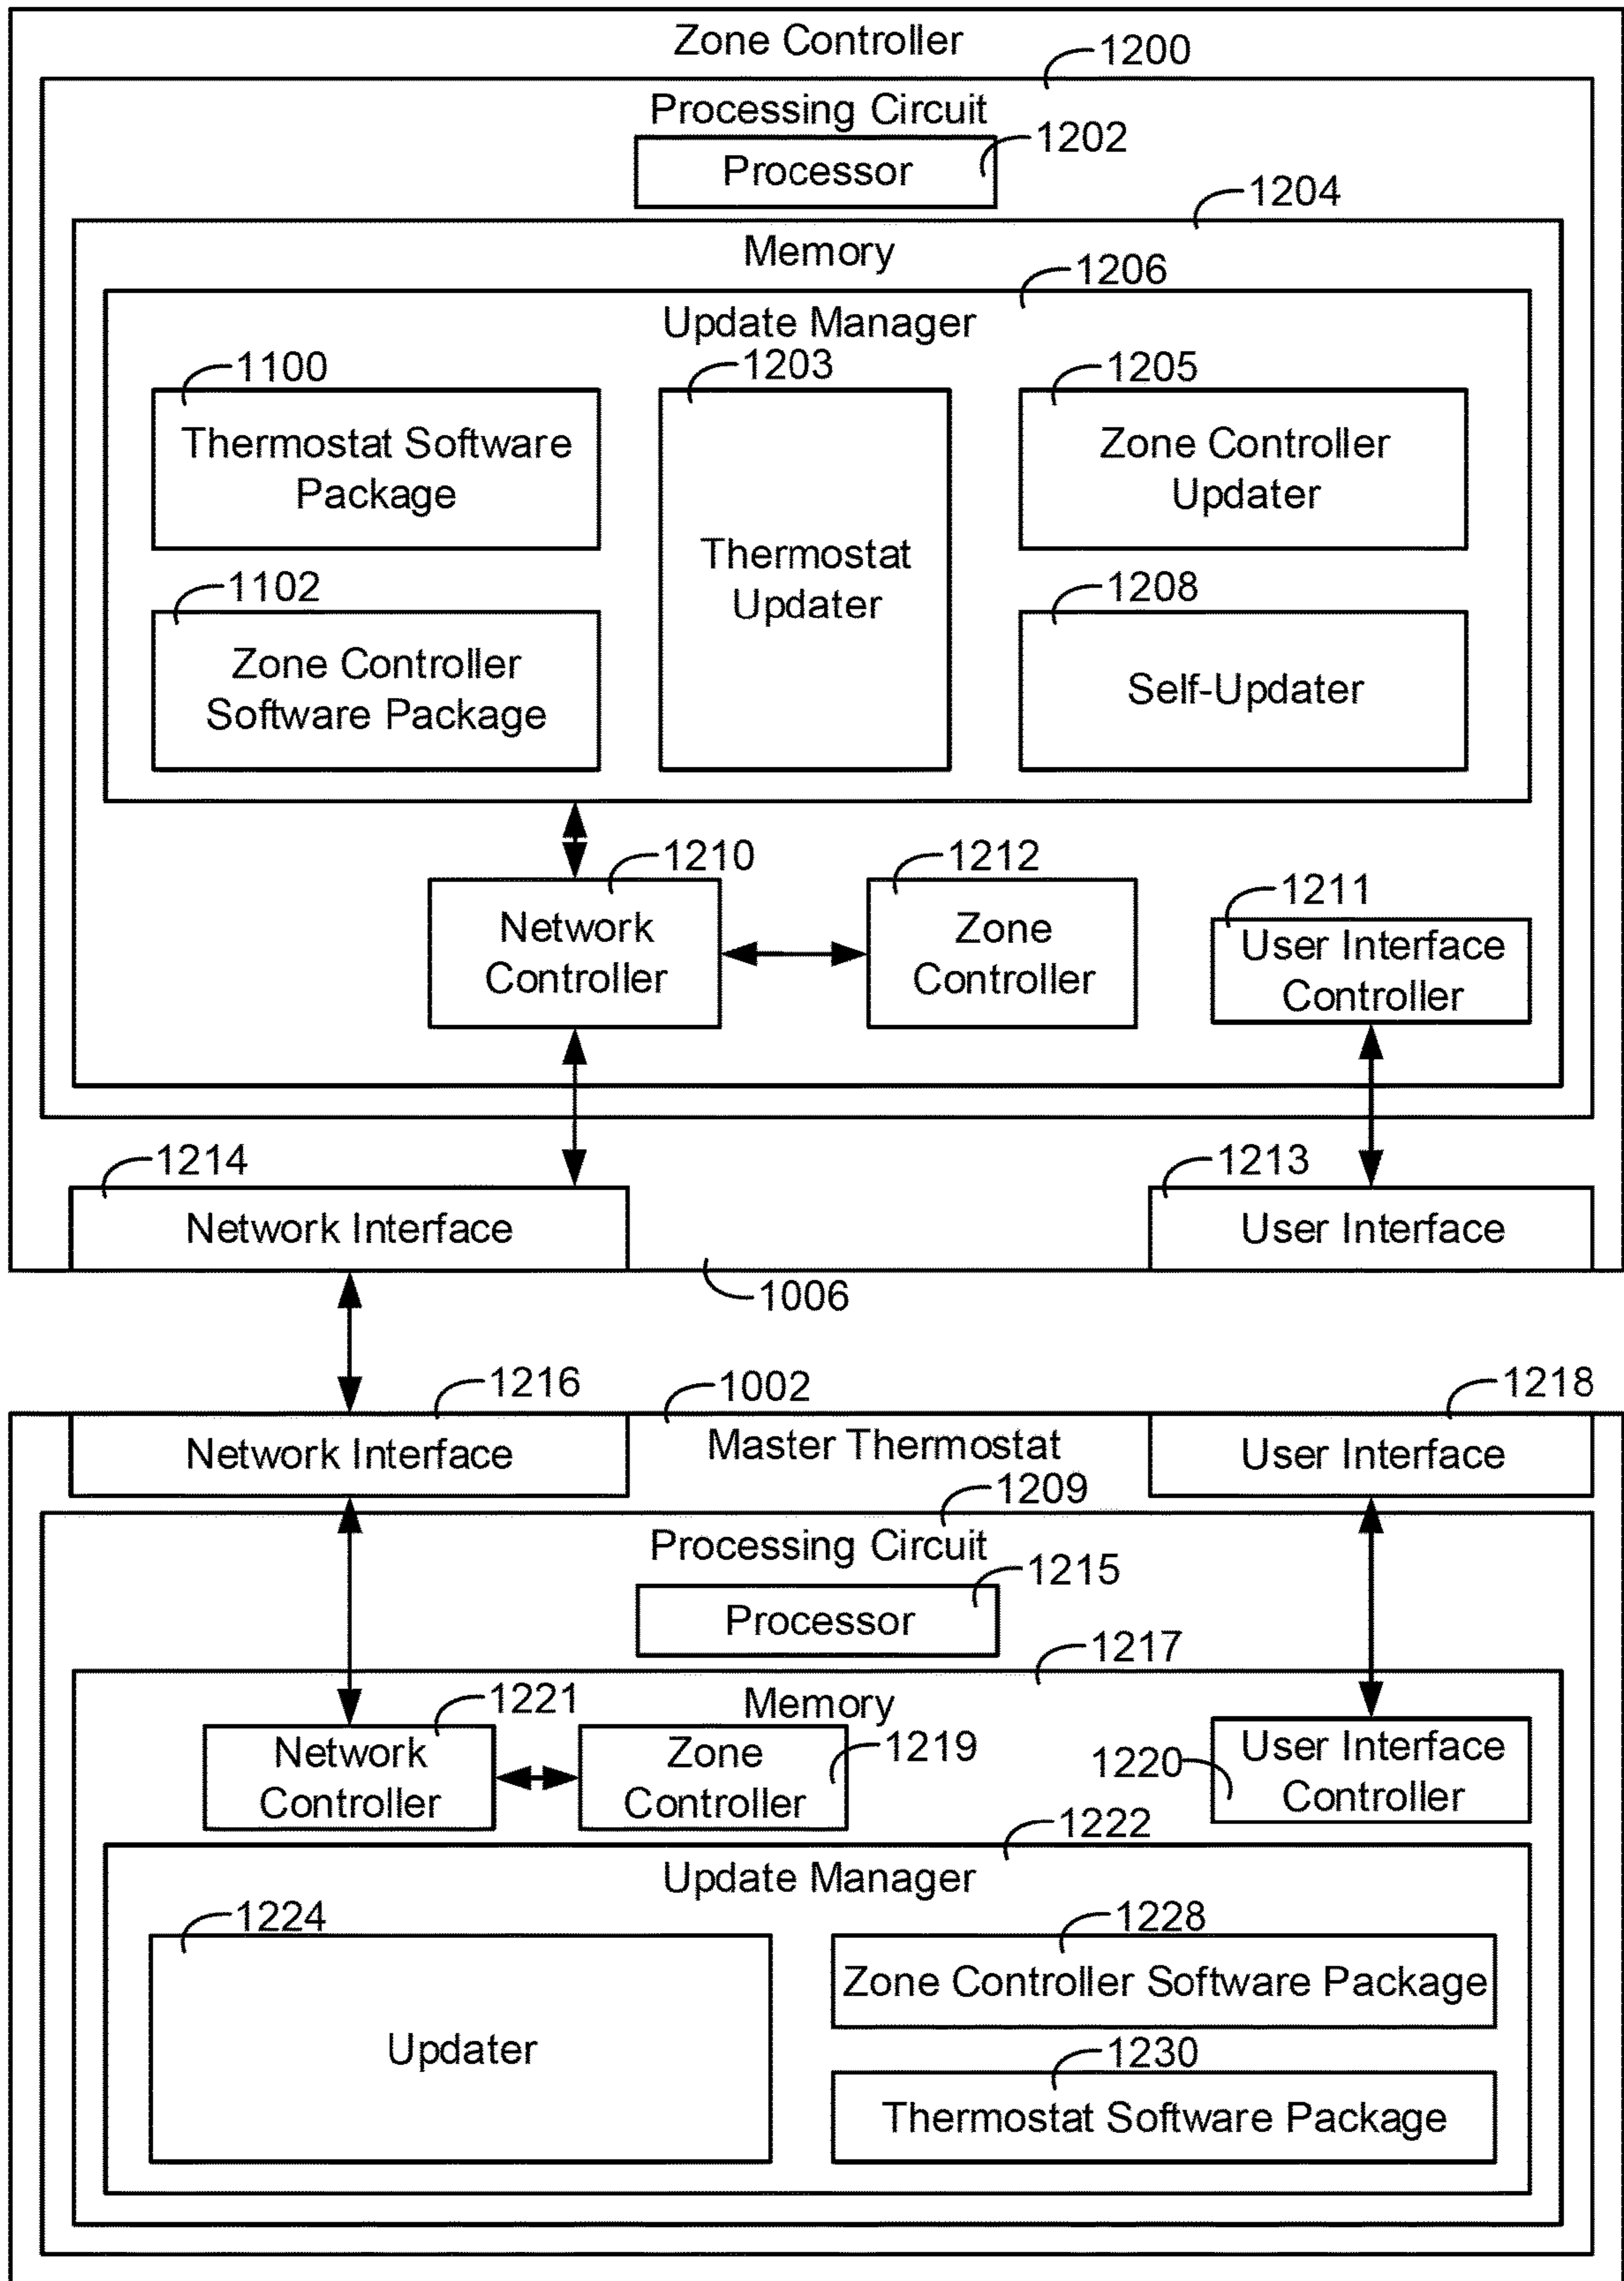 Zone Controller
1200
Processing Circuit
1202
Processor
1204
Memory
1206
Update Manager
1100
1203
1205
Thermostat Software
Package
Thermostat
Updater
Zone Controller
Updater
1102
1208
Zone Controller
Software Package
Self-Updater
1210
1212
1211
Network
Controller
Zone
Controller
User Interface
Controller
1214
1213
Network Interface
User Interface
1006
1216
1002
1218
Network Interface
Master Thermostat
User Interface
1209
Processing Circuit
1215
Processor
1217
Memory
1221
Network
Controller
Zone
Controller
1219
1220
User Interface
Controller
1222
Update Manager
1224
1228
Updater
Zone Controller Software Package
1230
Thermostat Software Package